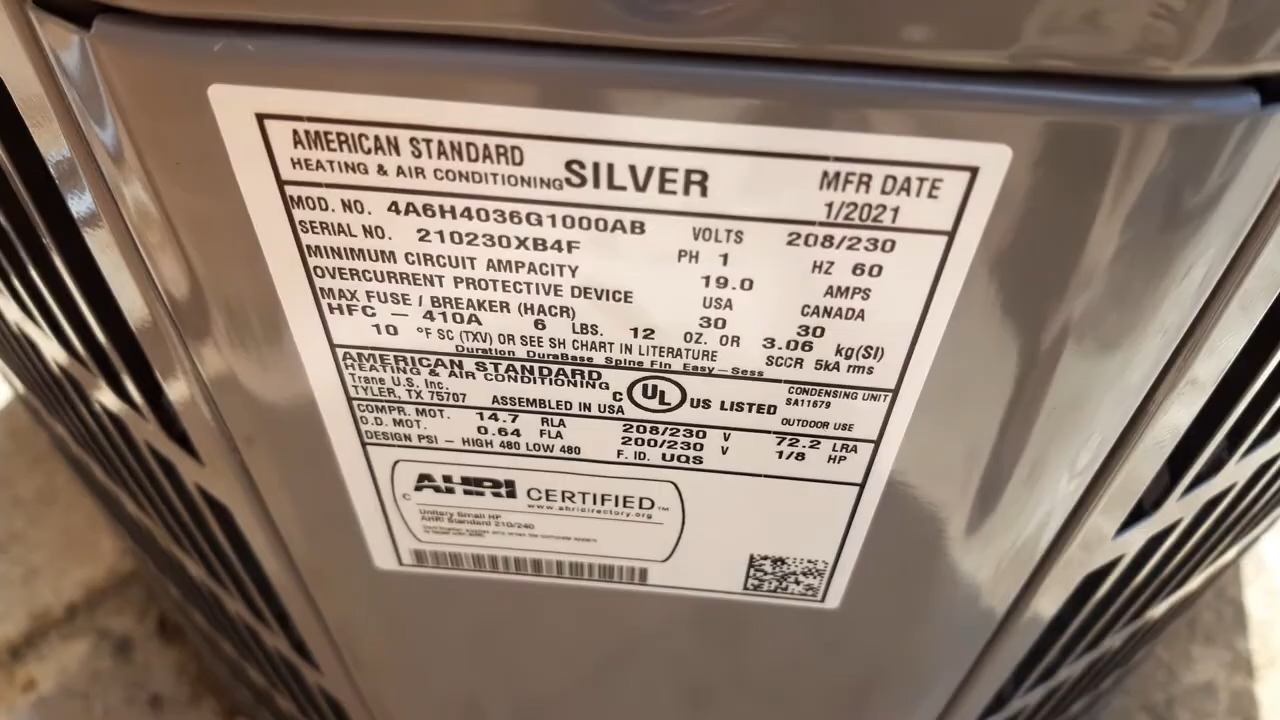 AMERICAN STANDARD
HEATING & AIR CONDITIONING SILVER MFR DATE
1/2021
MOD. NO. 4A6H4036G1000AB VOLTS 208/230
SERIAL NO. 210230XB4F PH 1 HZ 60
MINIMUM CIRCUIT AMPACITY 19.0 AMPS
OVERCURRENT PROTECTIVE DEVICE USA CANADA
MAX FUSE / BREAKER (HACR) 30 30
HFC — 410A 6 LBS. 12 OZ. OR 3.06 kg(SI)
10 °F SC (TXV) OR SEE SH CHART IN LITERATURE SCCR 5kA rms
Duration DuraBase Spine Fin Easy—Sess
AMERICAN STANDARD
HEATING & AIR CONDITIONING
Trane U.S. Inc.
TYLER, TX 75707 ASSEMBLED IN USA
C UL US LISTED
CONDENSING UNIT
SA11679
OUTDOOR USE
COMPR. MOT. 14.7 RLA 208/230 V 72.2 LRA
O.D. MOT. 0.64 FLA 200/230 V 1/8 HP
DESIGN PSI — HIGH 480 LOW 480 F. ID. UQS
C AHRI CERTIFIED™
www.ahridirectory.org
Unitary Small HP
AHRI Standard 210/240